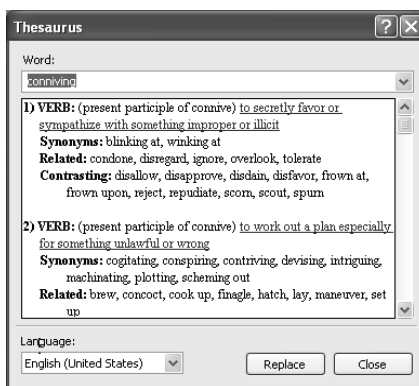 Thesaurus
Word:
conniving
1) VERB: (present participle of connive) to secretly favor or
sympathize with something improper or illicit
Synonyms: blinking at, winking at
Related: condone, disregard, ignore, overlook, tolerate
Contrasting: disallow, disapprove, disdain, disfavor, frown at,
frown upon, reject, repudiate, scorn, scout, spurn
2) VERB: (present participle of connive) to work out a plan especially
for something unlawful or wrong
Synonyms: cogitating, conspiring, contriving, devising, intriguing,
machinating, plotting, scheming out
Related: brew, concoct, cook up, finagle, hatch, lay, maneuver, set
up
Language:
English (United States)
Replace
Close